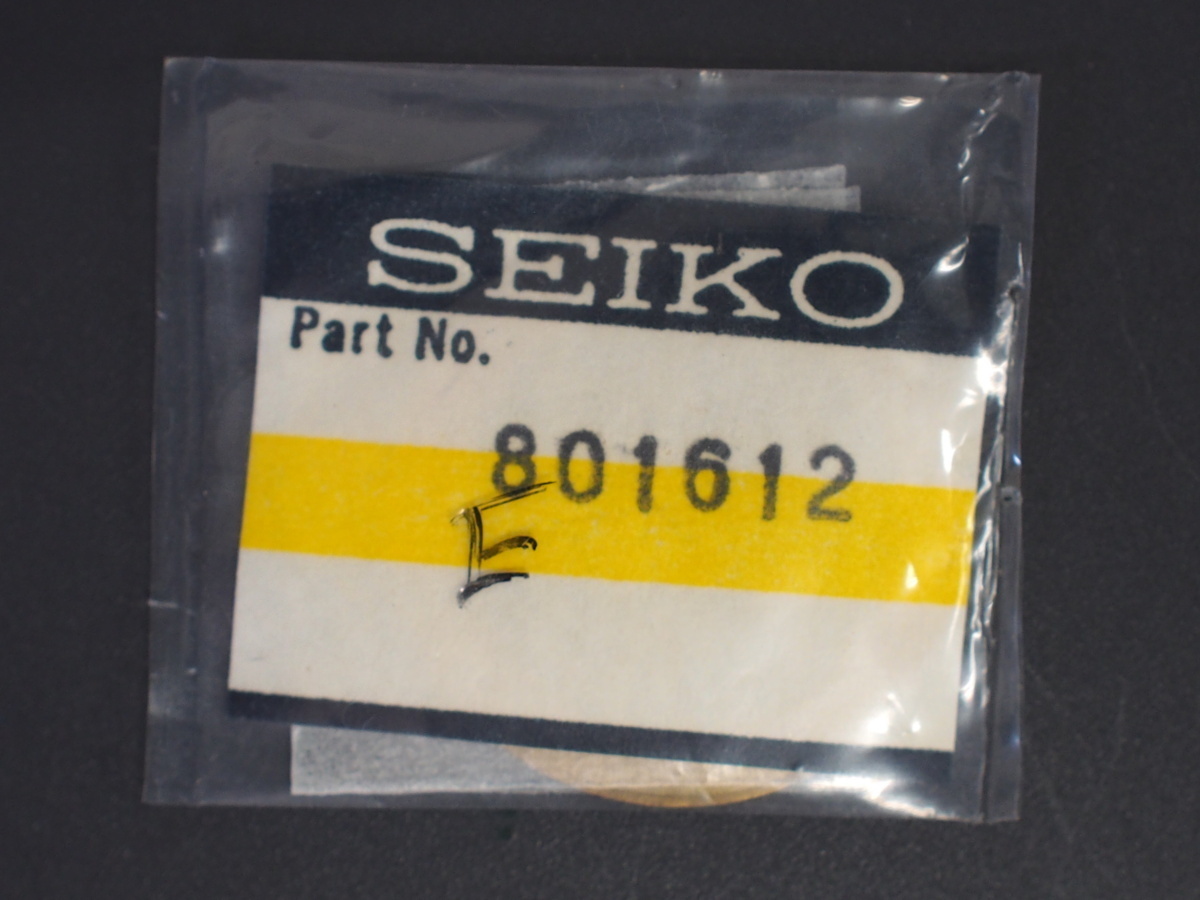 SEIKO
Part No.
801612
E